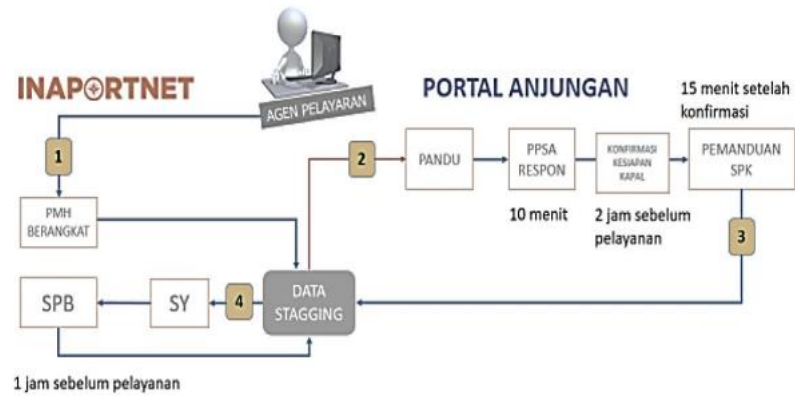 INAPORTNET
AGEN PELAYARAN
PORTAL ANJUNGAN
15 menit setelah
konfirmasi
1
2
PANDU
PPSA
RESPON
KONFIRMASI
KESIAPAN
KAPAL
PEMANDUAN
SPK
PMH
BERANGKAT
10 menit
2 jam sebelum
pelayanan
3
SPB
SY
4
DATA
STAGGING
1 jam sebelum pelayanan